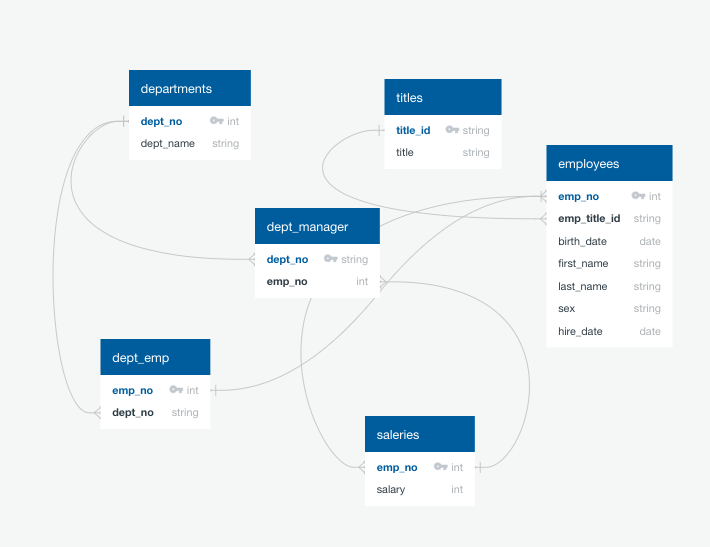 departments
dept_no int
dept_name string
titles
title_id string
title string
employees
emp_no int
emp_title_id string
birth_date date
first_name string
last_name string
sex string
hire_date date
dept_manager
dept_no string
emp_no int
dept_emp
emp_no int
dept_no string
saleries
emp_no int
salary int